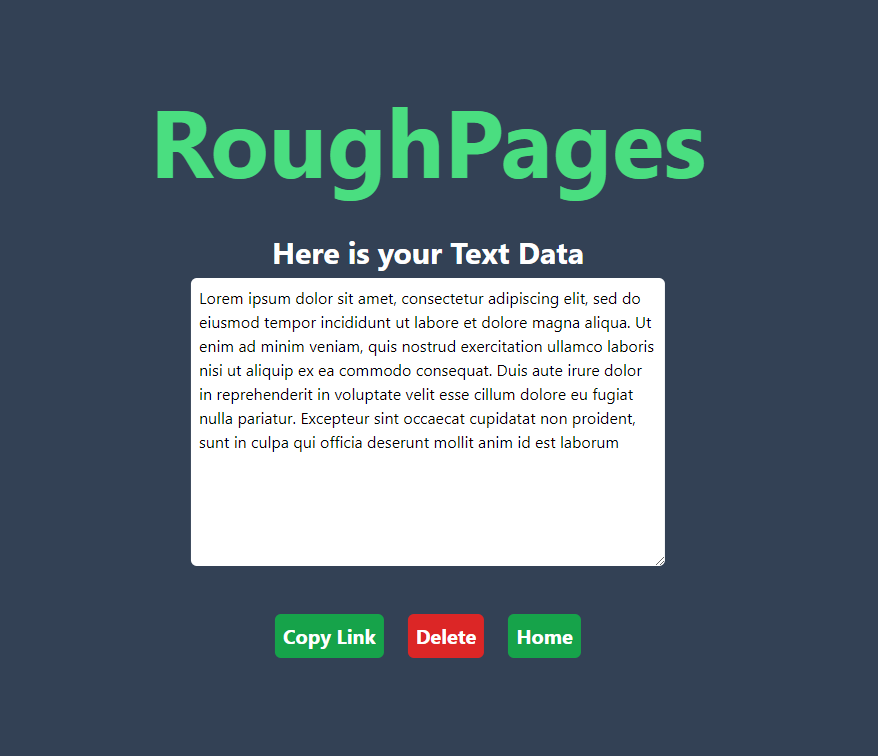 RoughPages
Here is your Text Data
Lorem ipsum dolor sit amet, consectetur adipiscing elit, sed do
eiusmod tempor incididunt ut labore et dolore magna aliqua. Ut
enim ad minim veniam, quis nostrud exercitation ullamco laboris
nisi ut aliquip ex ea commodo consequat. Duis aute irure dolor
in reprehenderit in voluptate velit esse cillum dolore eu fugiat
nulla pariatur. Excepteur sint occaecat cupidatat non proident,
sunt in culpa qui officia deserunt mollit anim id est laborum
Copy Link
Delete
Home